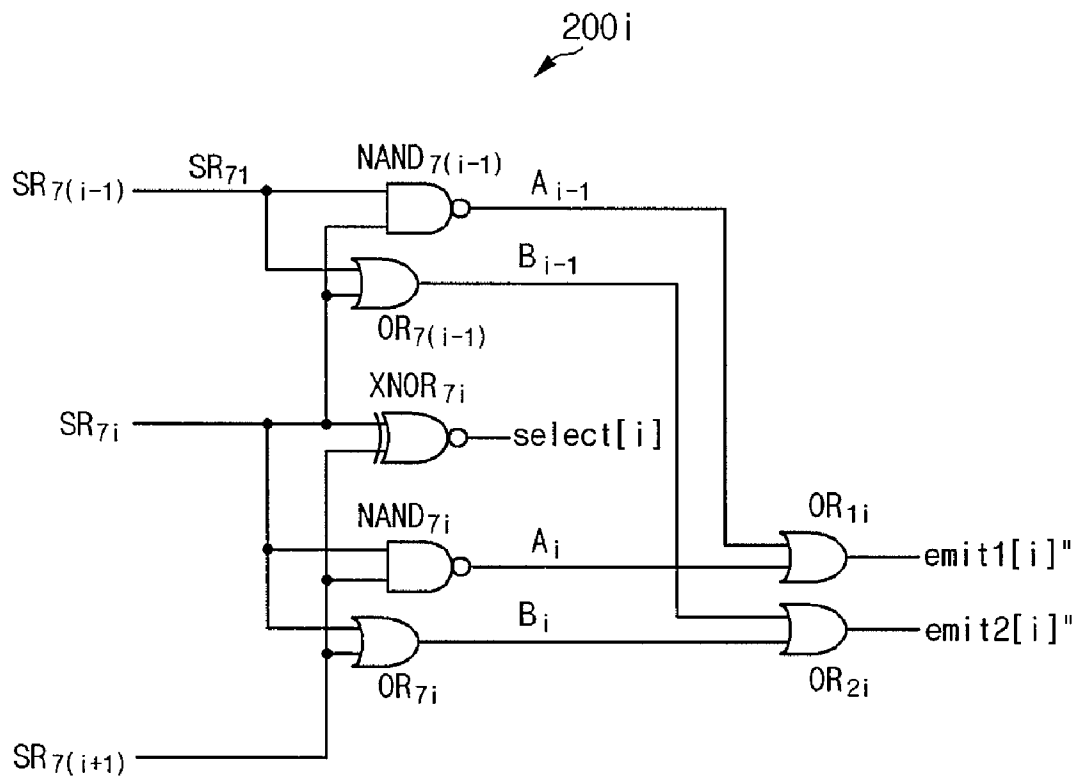 200i
NAND7(i-1)
SR71
SR7(i-1)
Ai-1
Bi-1
OR7(i-1)
XNOR7i
SR7i
select[i]
NAND7i
OR1i
Ai
emit1[i]"
Bi
emit2[i]"
OR7i
OR2i
SR7(i+1)